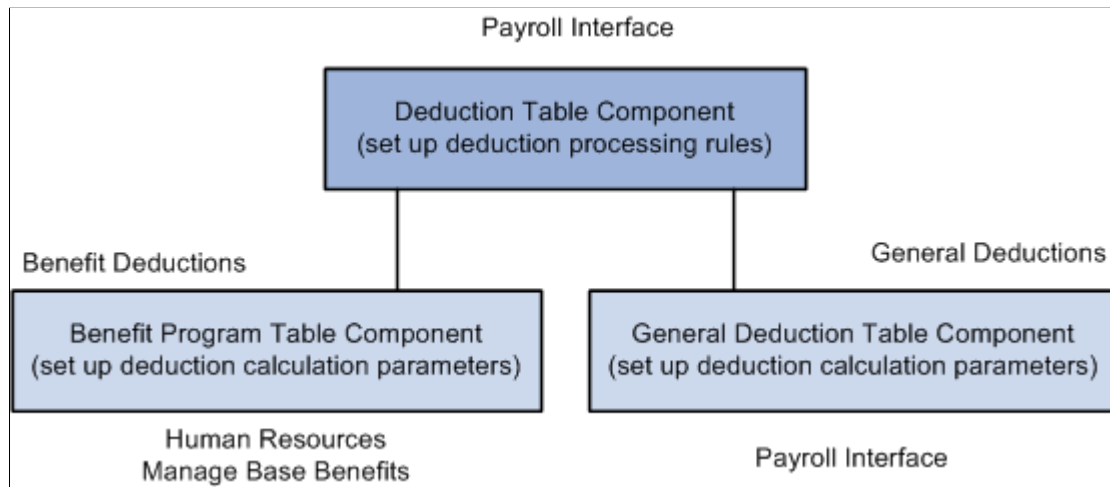 Payroll Interface
Deduction Table Component
(set up deduction processing rules)
Benefit Deductions
General Deductions
Benefit Program Table Component
(set up deduction calculation parameters)
General Deduction Table Component
(set up deduction calculation parameters)
Human Resources
Manage Base Benefits
Payroll Interface